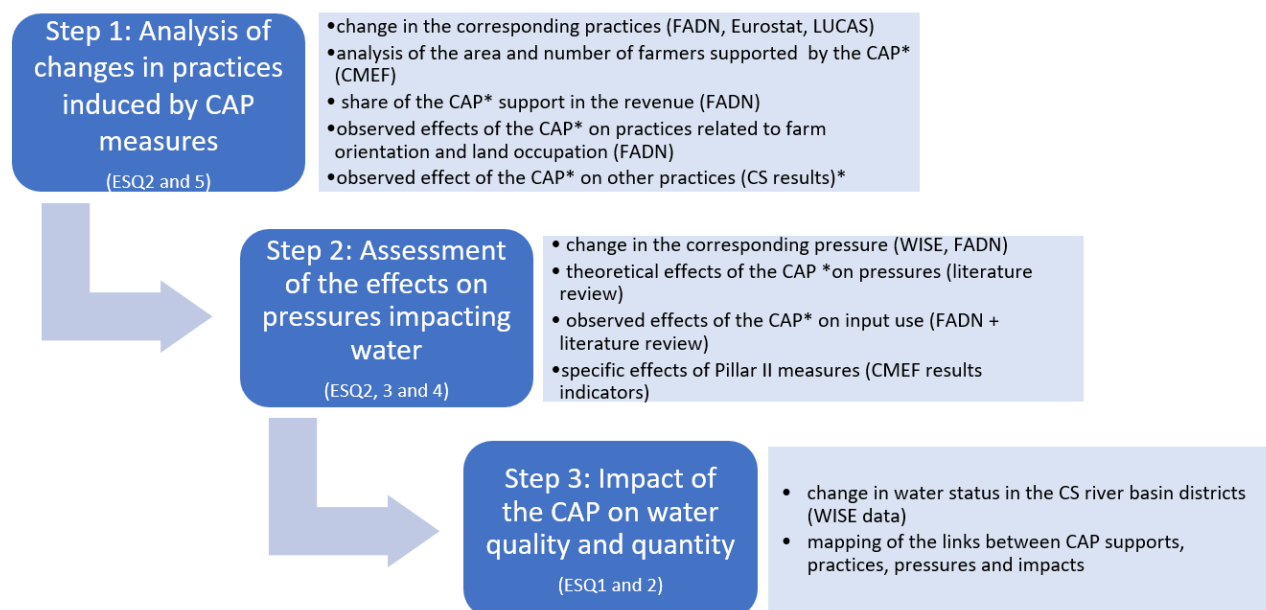 Step 1: Analysis of
changes in practices
induced by CAP
measures
(ESQ2 and 5)
•change in the corresponding practices (FADN, Eurostat, LUCAS)
•analysis of the area and number of farmers supported by the CAP*
(CMEF)
• share of the CAP* support in the revenue (FADN)
•observed effects of the CAP* on practices related to farm
orientation and land occupation (FADN)
•observed effect of the CAP* on other practices (CS results)*
Step 2: Assessment
of the effects on
pressures impacting
water
(ESQ2, 3 and 4)
• change in the corresponding pressure (WISE, FADN)
• theoretical effects of the CAP *on pressures (literature
review)
• observed effects of the CAP* on input use (FADN +
literature review)
•specific effects of Pillar II measures (CMEF results
indicators)
Step 3: Impact of
the CAP on water
quality and quantity
(ESQ1 and 2)
• change in water status in the CS river basin districts
(WISE data)
• mapping of the links between CAP supports,
practices, pressures and impacts